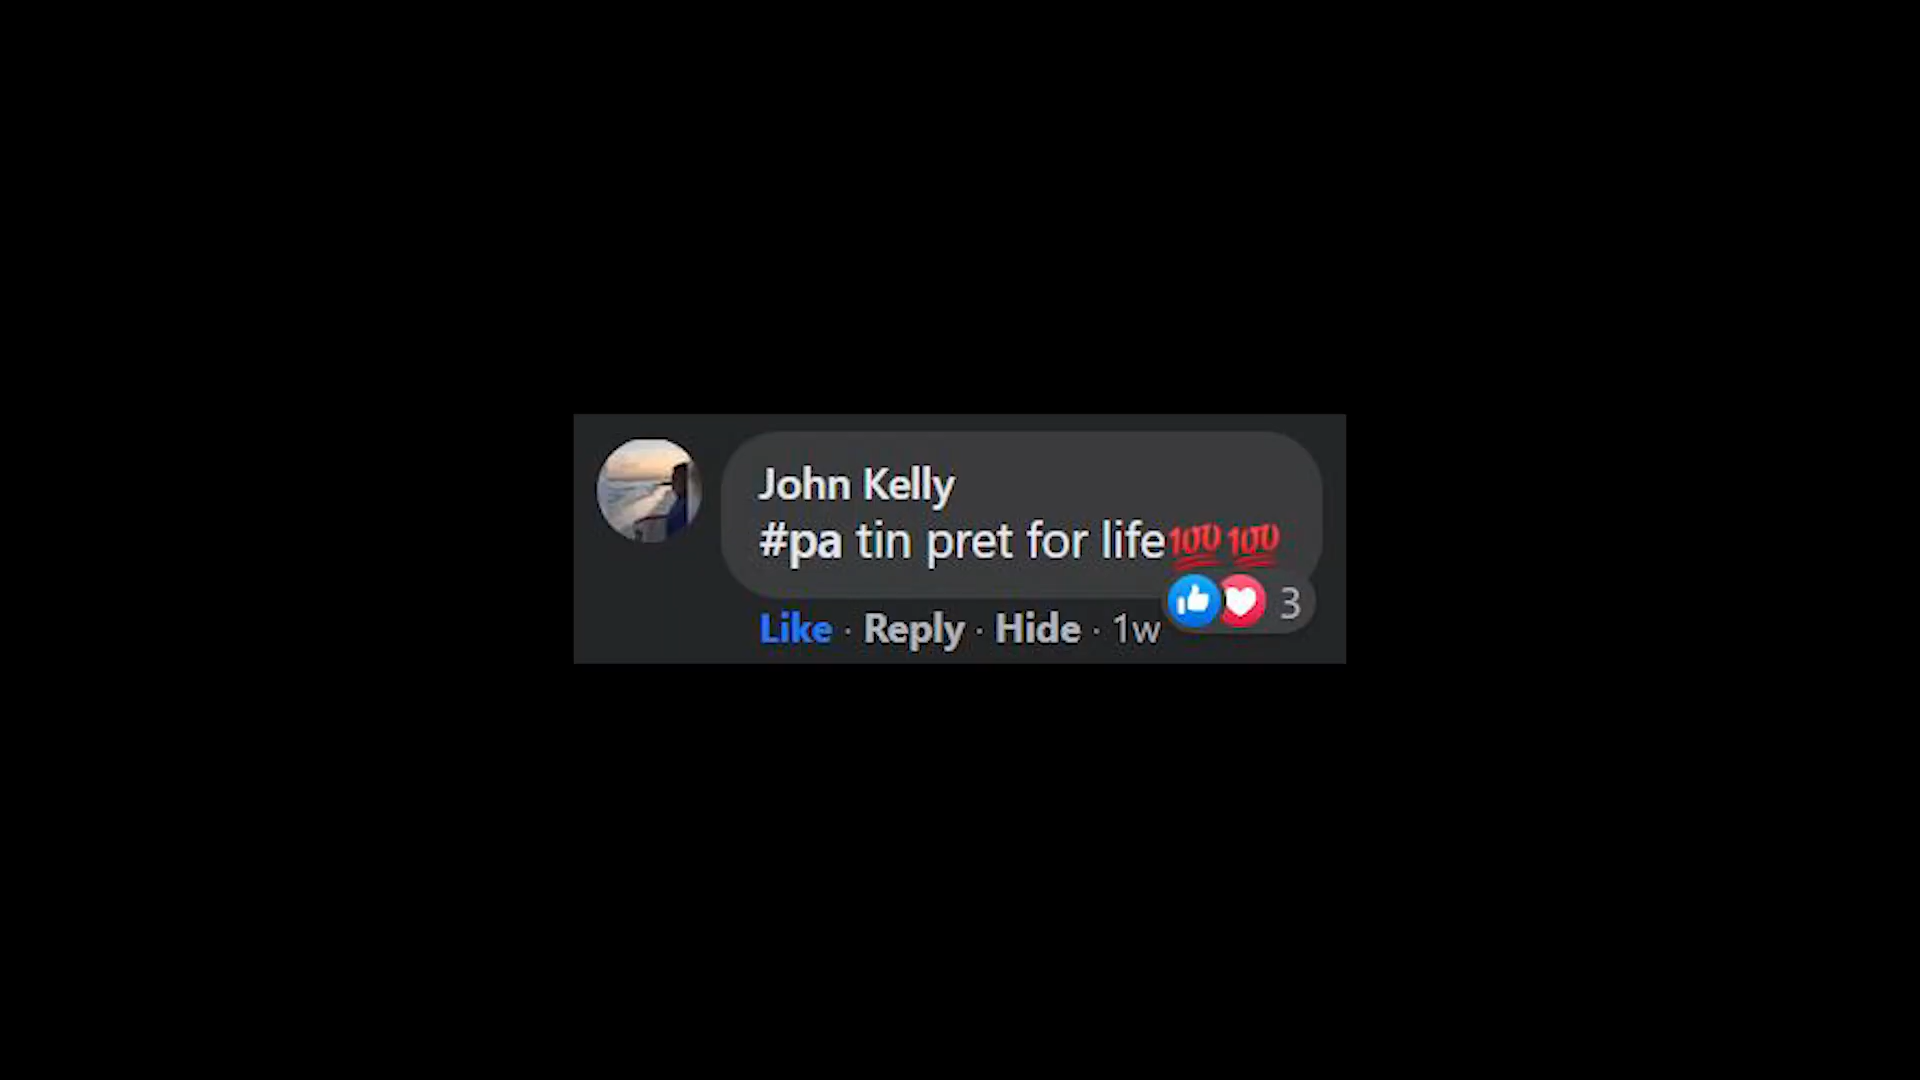 John Kelly
#pa tin pret for life💯💯
3
Like · Reply · Hide · 1w